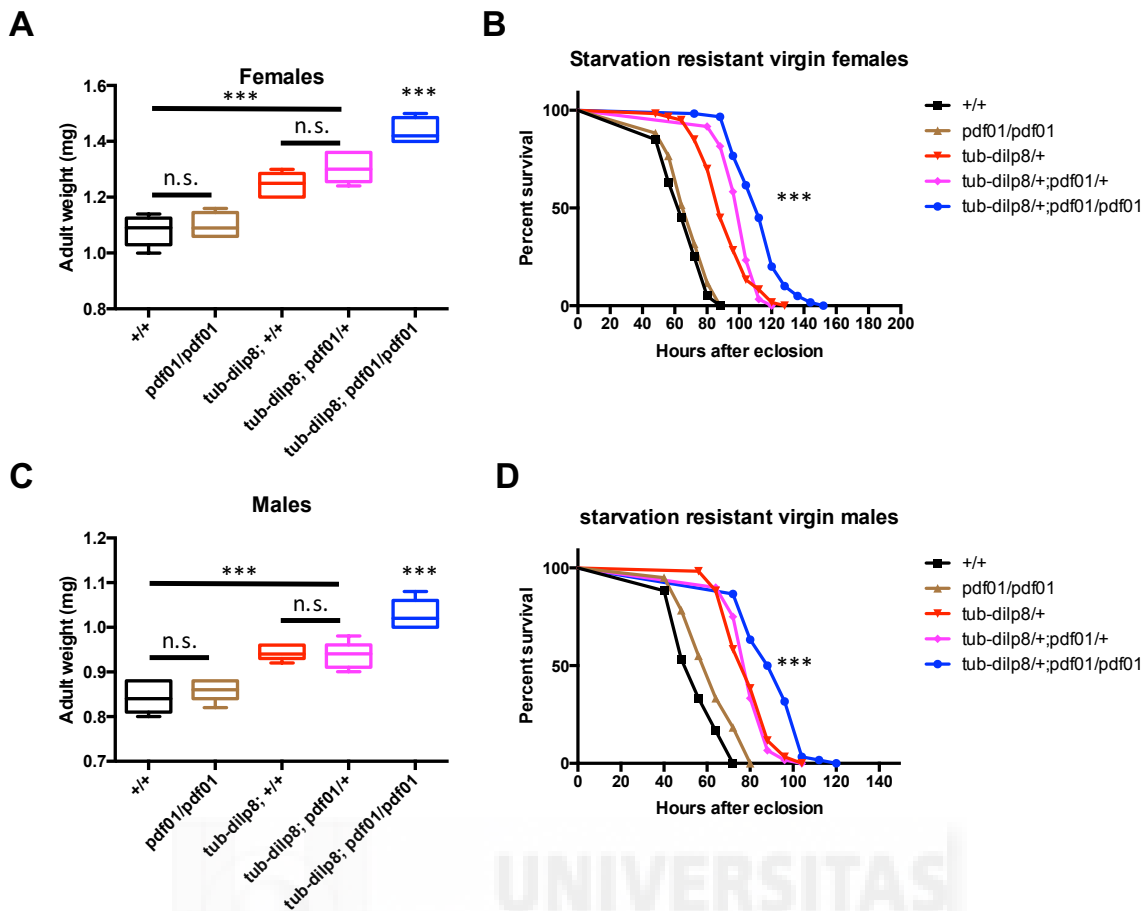 A
Females
***
***
n.s.
n.s.
Adult weight (mg)
1.6
1.4
1.2
1.0
0.8
+/+
pdf01/pdf01
tub-dilp8; +/+
tub-dilp8; pdf01/+
tub-dilp8; pdf01/pdf01
B
Starvation resistant virgin females
Percent survival
100
50
0
***
0 20 40 60 80 100 120 140 160 180 200
Hours after eclosion
+/+
pdf01/pdf01
tub-dilp8/+
tub-dilp8/+;pdf01/+
tub-dilp8/+;pdf01/pdf01
C
Males
***
***
n.s.
n.s.
Adult weight (mg)
1.2
1.1
1.0
0.9
0.8
0.7
+/+
pdf01/pdf01
tub-dilp8; +/+
tub-dilp8; pdf01/+
tub-dilp8; pdf01/pdf01
D
starvation resistant virgin males
Percent survival
100
50
0
***
0 20 40 60 80 100 120 140
Hours after eclosion
+/+
pdf01/pdf01
tub-dilp8/+
tub-dilp8/+;pdf01/+
tub-dilp8/+;pdf01/pdf01
UNIVERSITAS